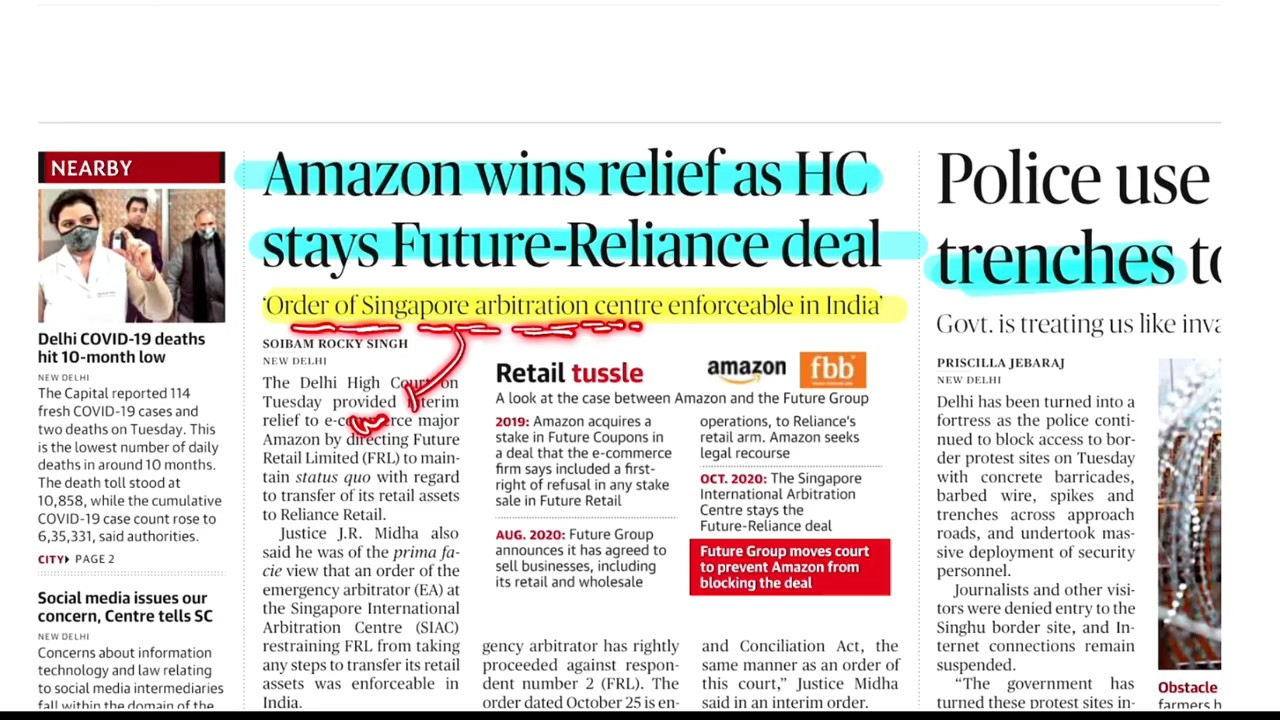 NEARBY
Delhi COVID-19 deaths
hit 10-month low
NEW DELHI
The Capital reported 114
fresh COVID-19 cases and
two deaths on Tuesday. This
is the lowest number of daily
deaths in around 10 months.
The death toll stood at
10,858, while the cumulative
COVID-19 case count rose to
6,35,331, said authorities.
CITY PAGE 2
Social media issues our
concern, Centre tells SC
NEW DELHI
Concerns about information
technology and law relating
to social media intermediaries
fall within the domain of the
Amazon wins relief as HC
stays Future-Reliance deal
‘Order of Singapore arbitration centre enforceable in India’
SOIBAM ROCKY SINGH
NEW DELHI
The Delhi High Court on
Tuesday provided interim
relief to e-commerce major
Amazon by directing Future
Retail Limited (FRL) to main-
tain status quo with regard
to transfer of its retail assets
to Reliance Retail.
Justice J.R. Midha also
said he was of the prima fa-
cie view that an order of the
emergency arbitrator (EA) at
the Singapore International
Arbitration Centre (SIAC)
restraining FRL from taking
any steps to transfer its retail
assets was enforceable in
India.
Retail tussle
amazon
fbb
A look at the case between Amazon and the Future Group
2019: Amazon acquires a
stake in Future Coupons in
a deal that the e-commerce
firm says included a first-
right of refusal in any stake
sale in Future Retail
AUG. 2020: Future Group
announces it has agreed to
sell businesses, including
its retail and wholesale
operations, to Reliance's
retail arm. Amazon seeks
legal recourse
OCT. 2020: The Singapore
International Arbitration
Centre stays the
Future-Reliance deal
Future Group moves court
to prevent Amazon from
blocking the deal
gency arbitrator has rightly
proceeded against respon-
dent number 2 (FRL). The
order dated October 25 is en-
and Conciliation Act, the
same manner as an order of
this court,” Justice Midha
said in an interim order.
Police use
trenches to
Govt. is treating us like inva
PRISCILLA JEBARAJ
NEW DELHI
Delhi has been turned into a
fortress as the police conti-
nued to block access to bor-
der protest sites on Tuesday
with concrete barricades,
barbed wire, spikes and
trenches across approach
roads, and undertook mas-
sive deployment of security
personnel.
Journalists and other visi-
tors were denied entry to the
Singhu border site, and In-
ternet connections remain
suspended.
“The government has
turned these protest sites in-
Obstacle
farmers h